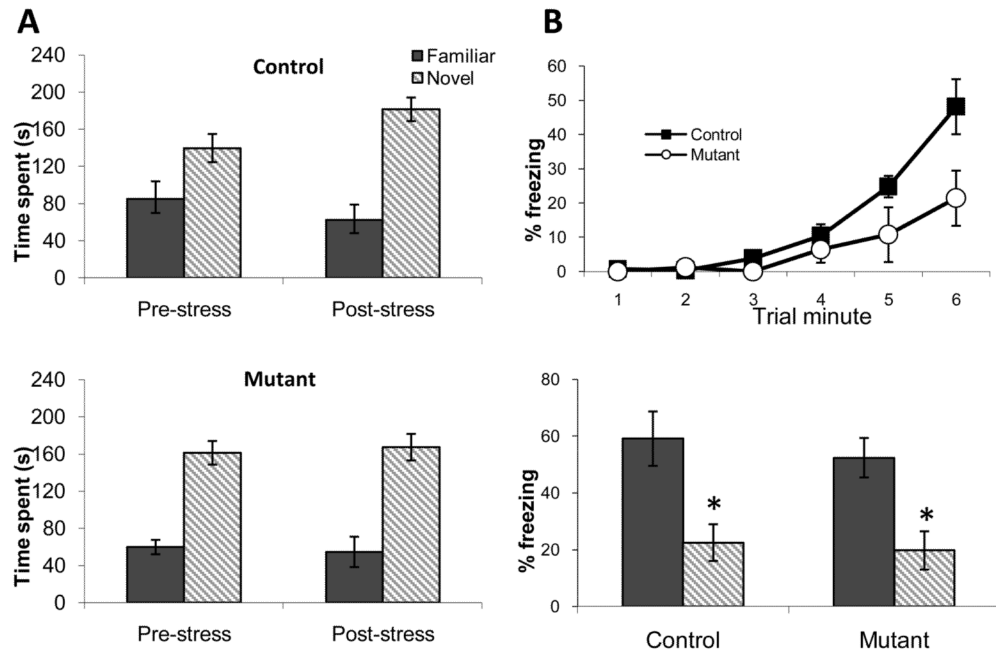 A
B
Control
Familiar
Novel
Time spent (s)
240
200
160
120
80
40
0
Pre-stress
Post-stress
% freezing
60
50
40
30
20
10
0
Control
Mutant
1
2
3
4
5
6
Trial minute
Mutant
Time spent (s)
240
200
160
120
80
40
0
Pre-stress
Post-stress
% freezing
80
60
40
20
0
*
*
Control
Mutant